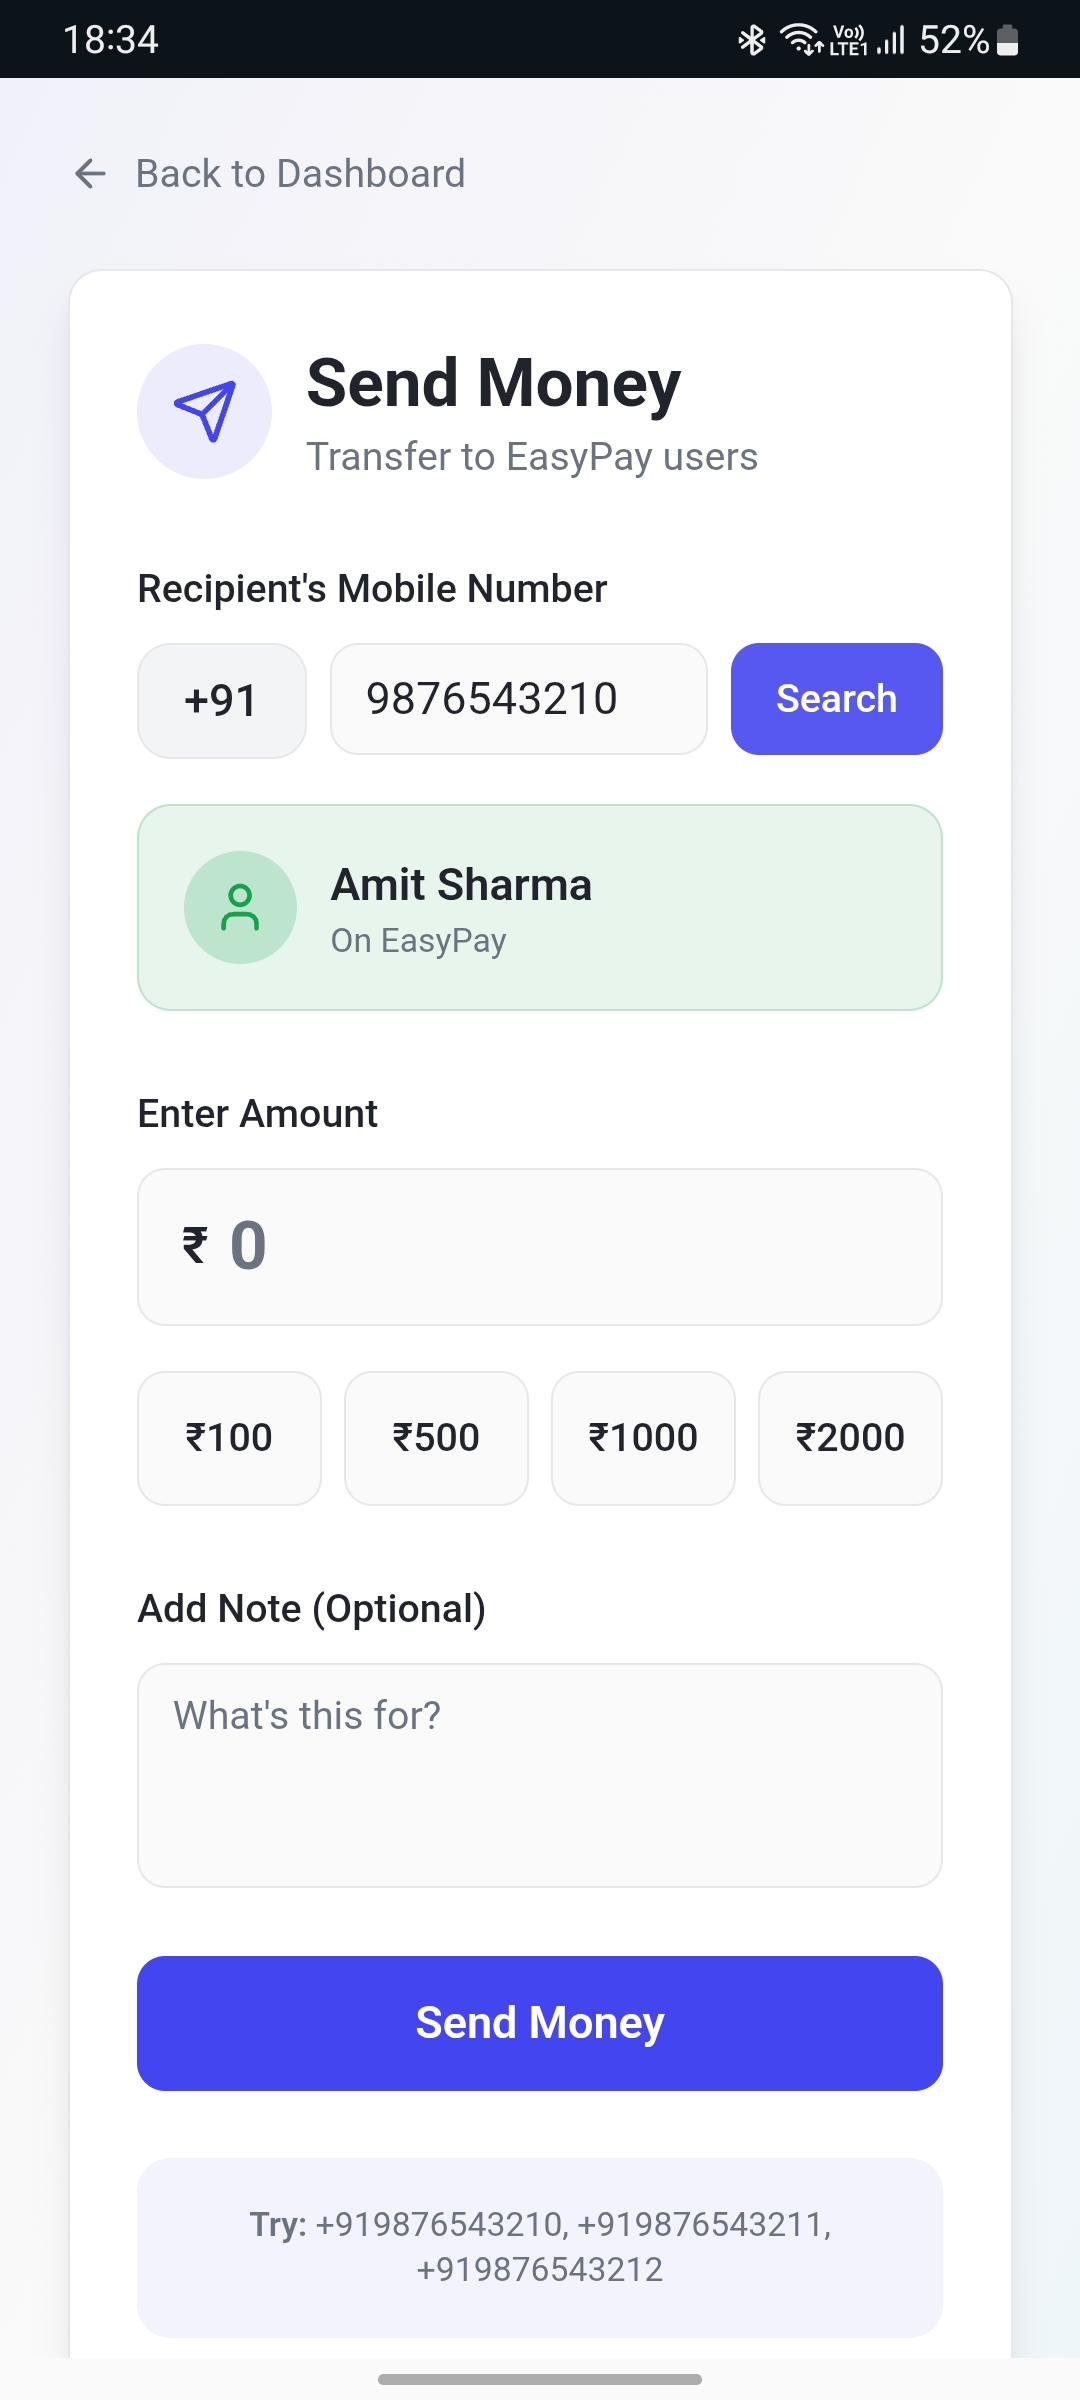 18:34
Vo)) LTE1 52%
Back to Dashboard
Send Money
Transfer to EasyPay users
Recipient's Mobile Number
+91 9876543210 Search
Amit Sharma
On EasyPay
Enter Amount
₹ 0
₹100 ₹500 ₹1000 ₹2000
Add Note (Optional)
What's this for?
Send Money
Try: +919876543210, +919876543211,
+919876543212